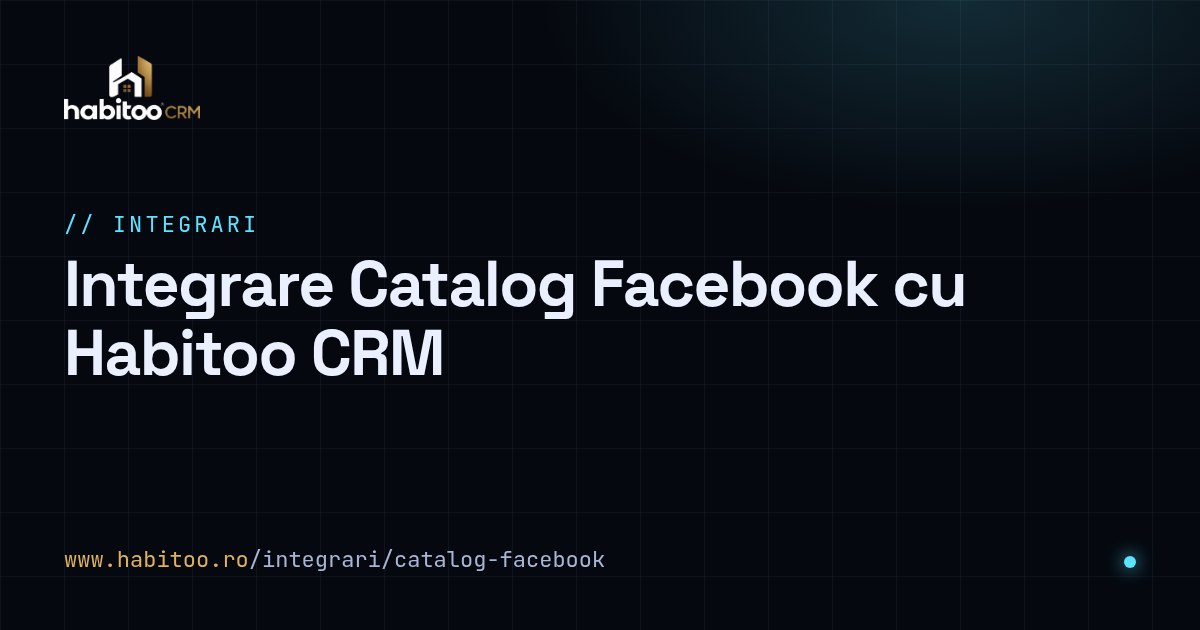 habitoo CRM
// INTEGRARI
Integrare Catalog Facebook cu
Habitoo CRM
www.habitoo.ro/integrari/catalog-facebook